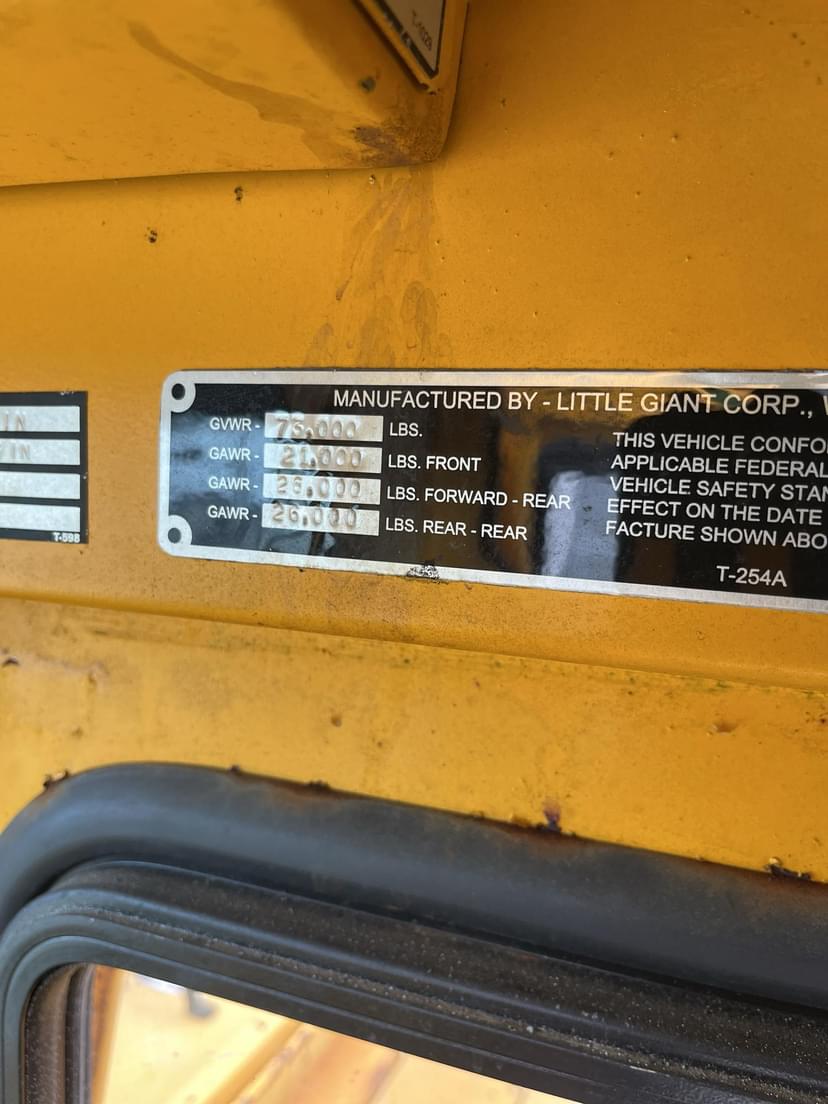 T-1029
MANUFACTURED BY - LITTLE GIANT CORP.,
GVWR - 73,000 LBS.
GAWR - 21,000 LBS. FRONT
GAWR - 26,000 LBS. FORWARD - REAR
GAWR - 26,000 LBS. REAR - REAR
THIS VEHICLE CONFO
APPLICABLE FEDERAL
VEHICLE SAFETY STAN
EFFECT ON THE DATE
FACTURE SHOWN ABO
T-254A
IN
IN
T-598